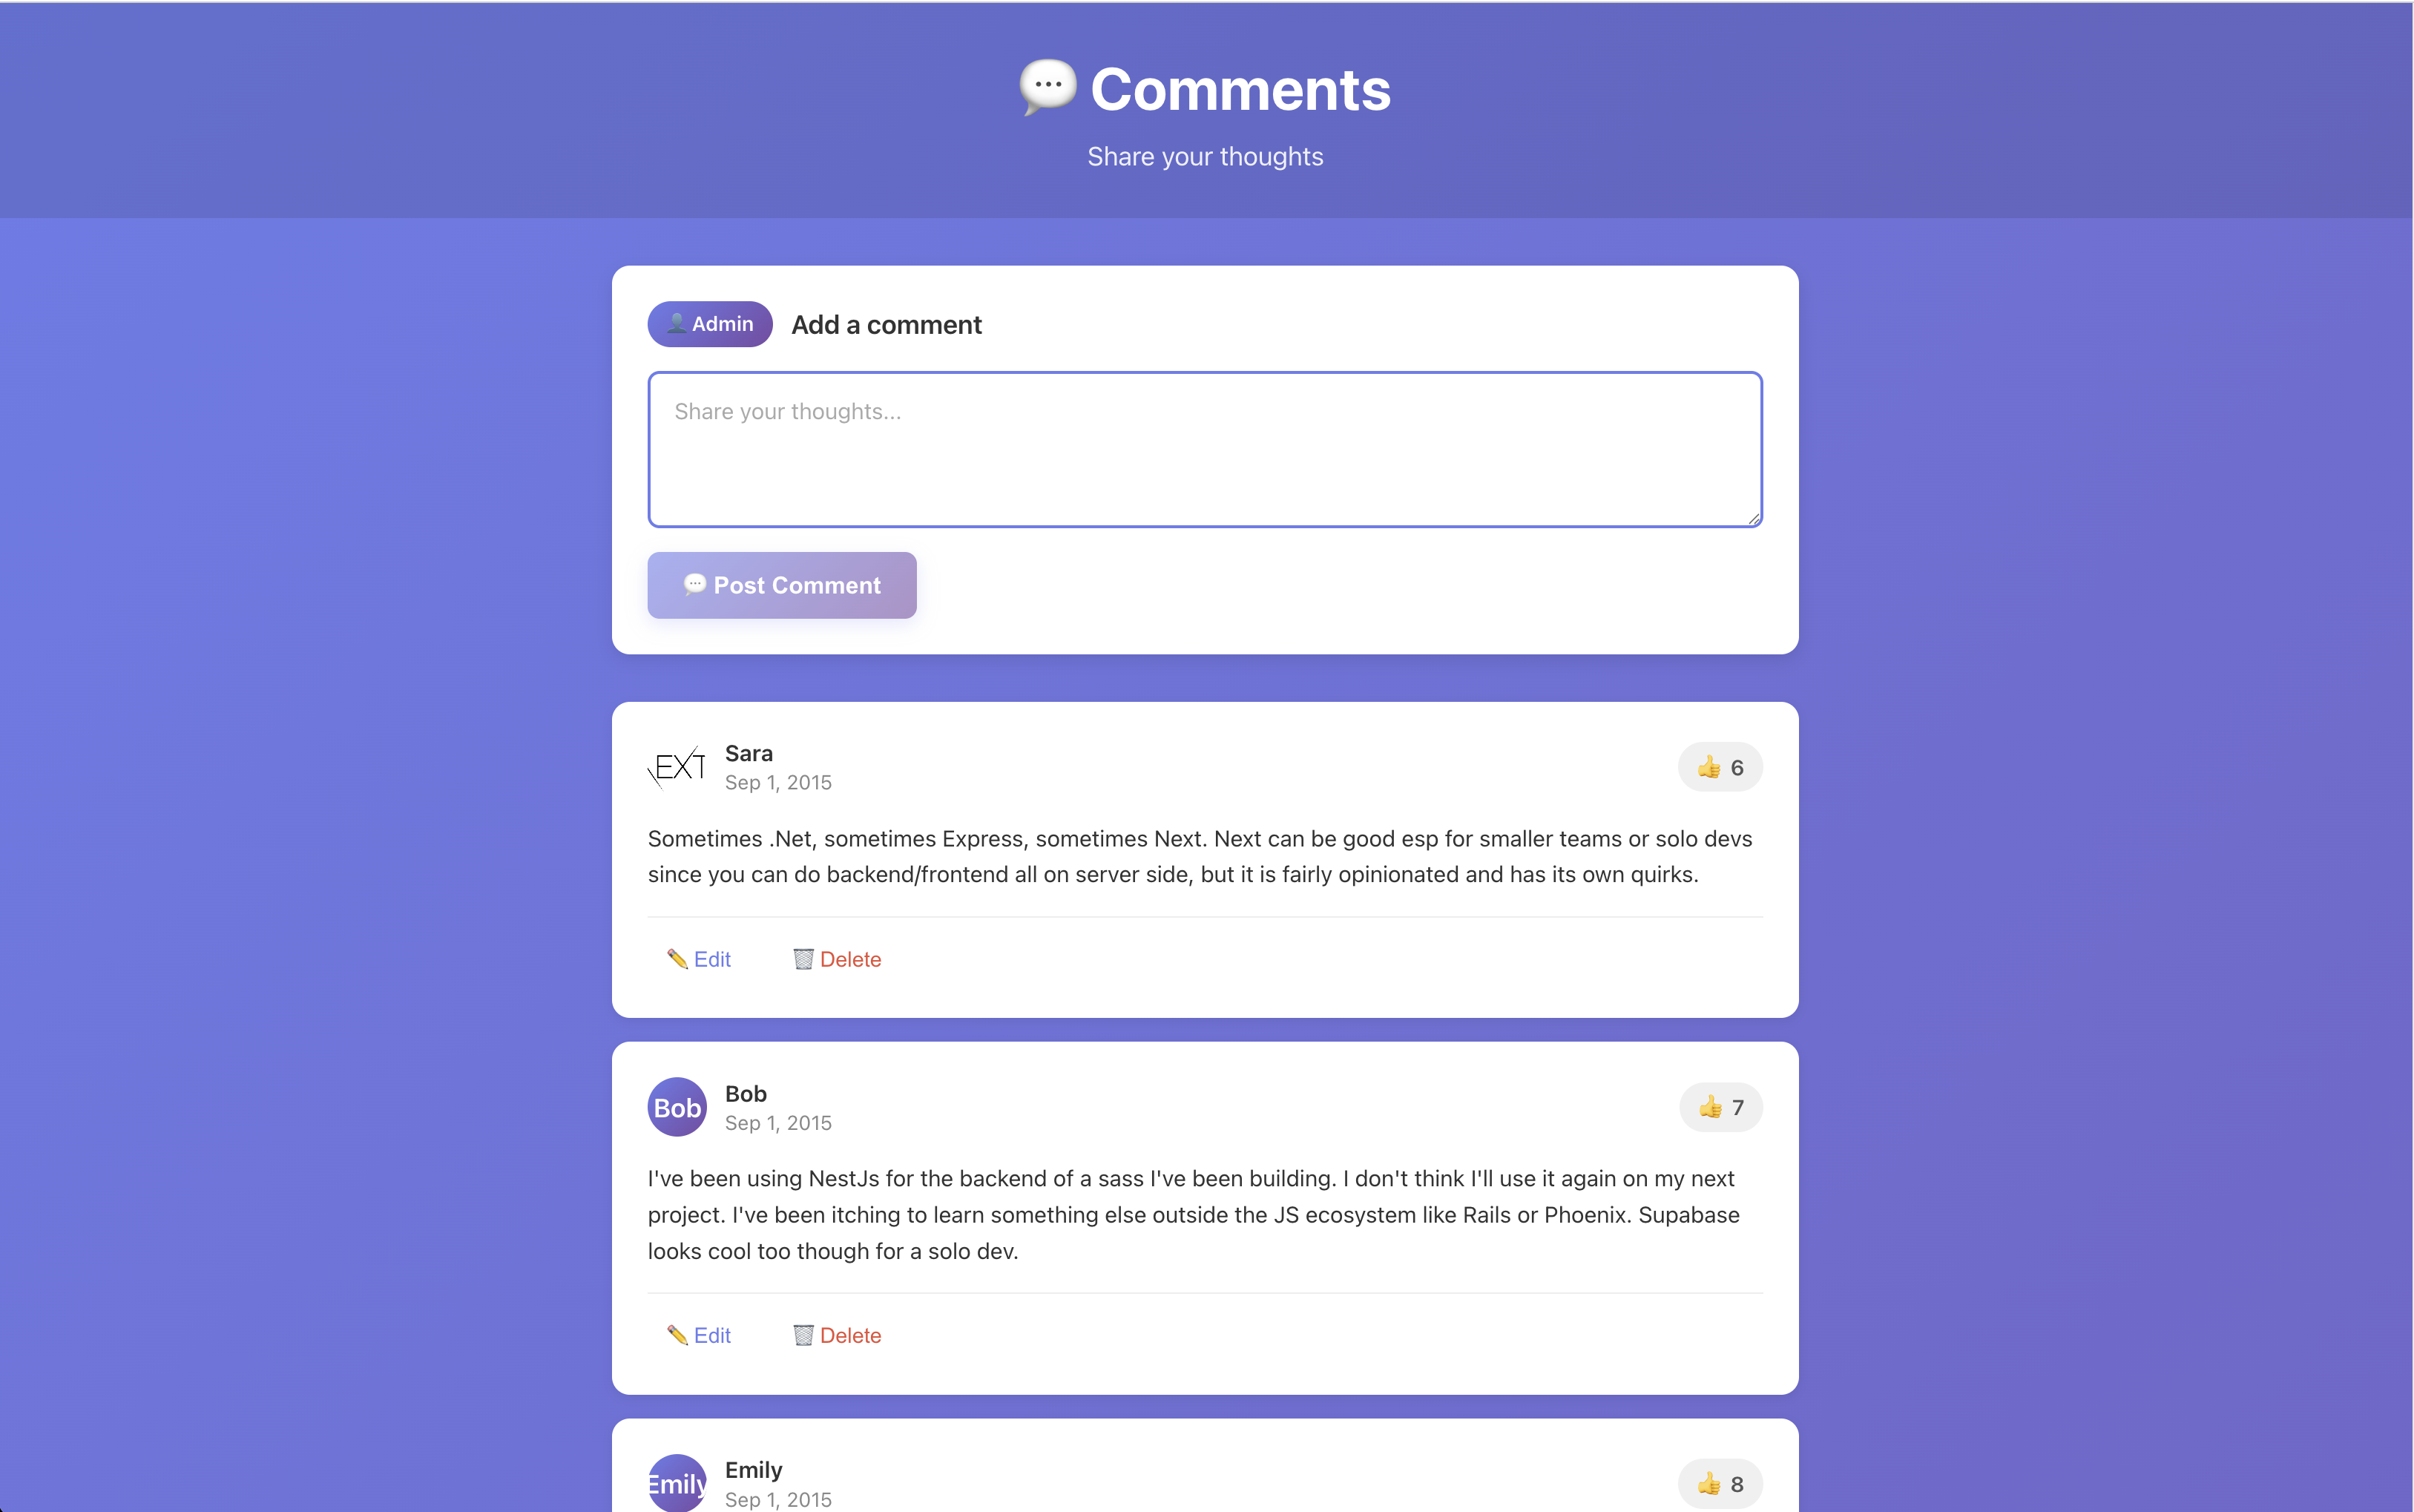 💬 Comments
Share your thoughts
👤 Admin Add a comment
Share your thoughts...
💬 Post Comment
EXT
Sara
Sep 1, 2015
👍 6
Sometimes .Net, sometimes Express, sometimes Next. Next can be good esp for smaller teams or solo devs
since you can do backend/frontend all on server side, but it is fairly opinionated and has its own quirks.
✏️ Edit 🗑️ Delete
Bob
Bob
Sep 1, 2015
👍 7
I've been using NestJs for the backend of a sass I've been building. I don't think I'll use it again on my next
project. I've been itching to learn something else outside the JS ecosystem like Rails or Phoenix. Supabase
looks cool too though for a solo dev.
✏️ Edit 🗑️ Delete
Emily
Emily
Sep 1, 2015
👍 8